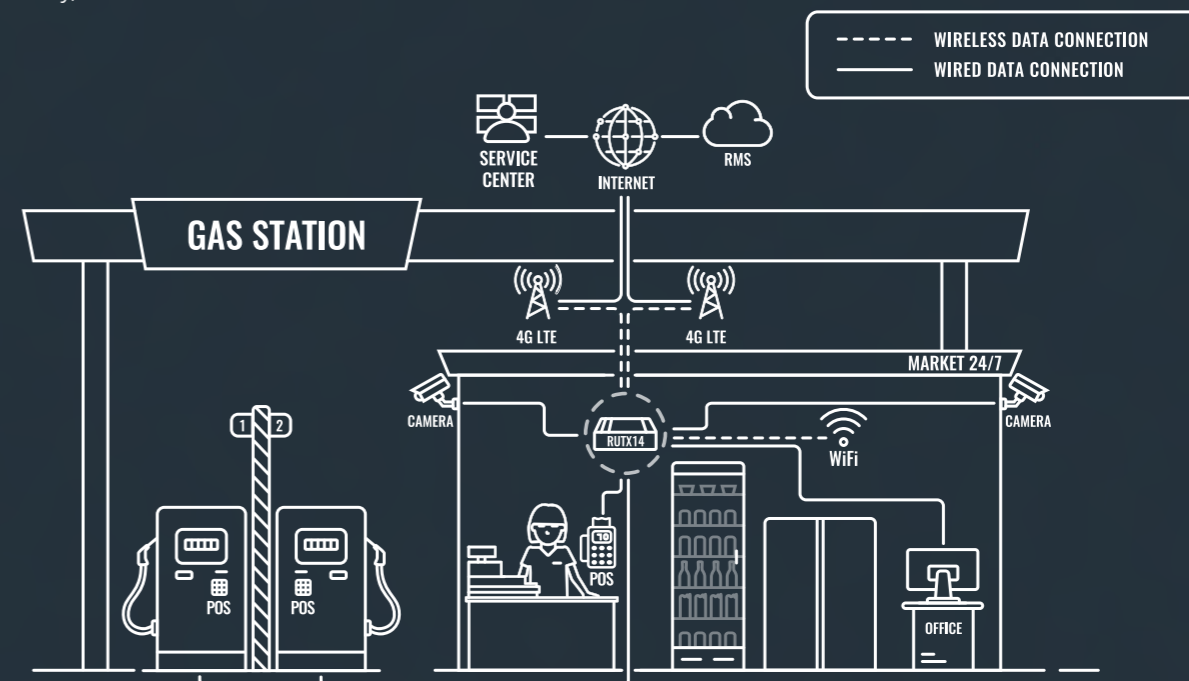 y,
WIRELESS DATA CONNECTION
WIRED DATA CONNECTION
SERVICE
CENTER
INTERNET
RMS
GAS STATION
4G LTE
4G LTE
MARKET 24/7
CAMERA
CAMERA
1 2
RUTX14
WiFi
POS
POS
POS
OFFICE